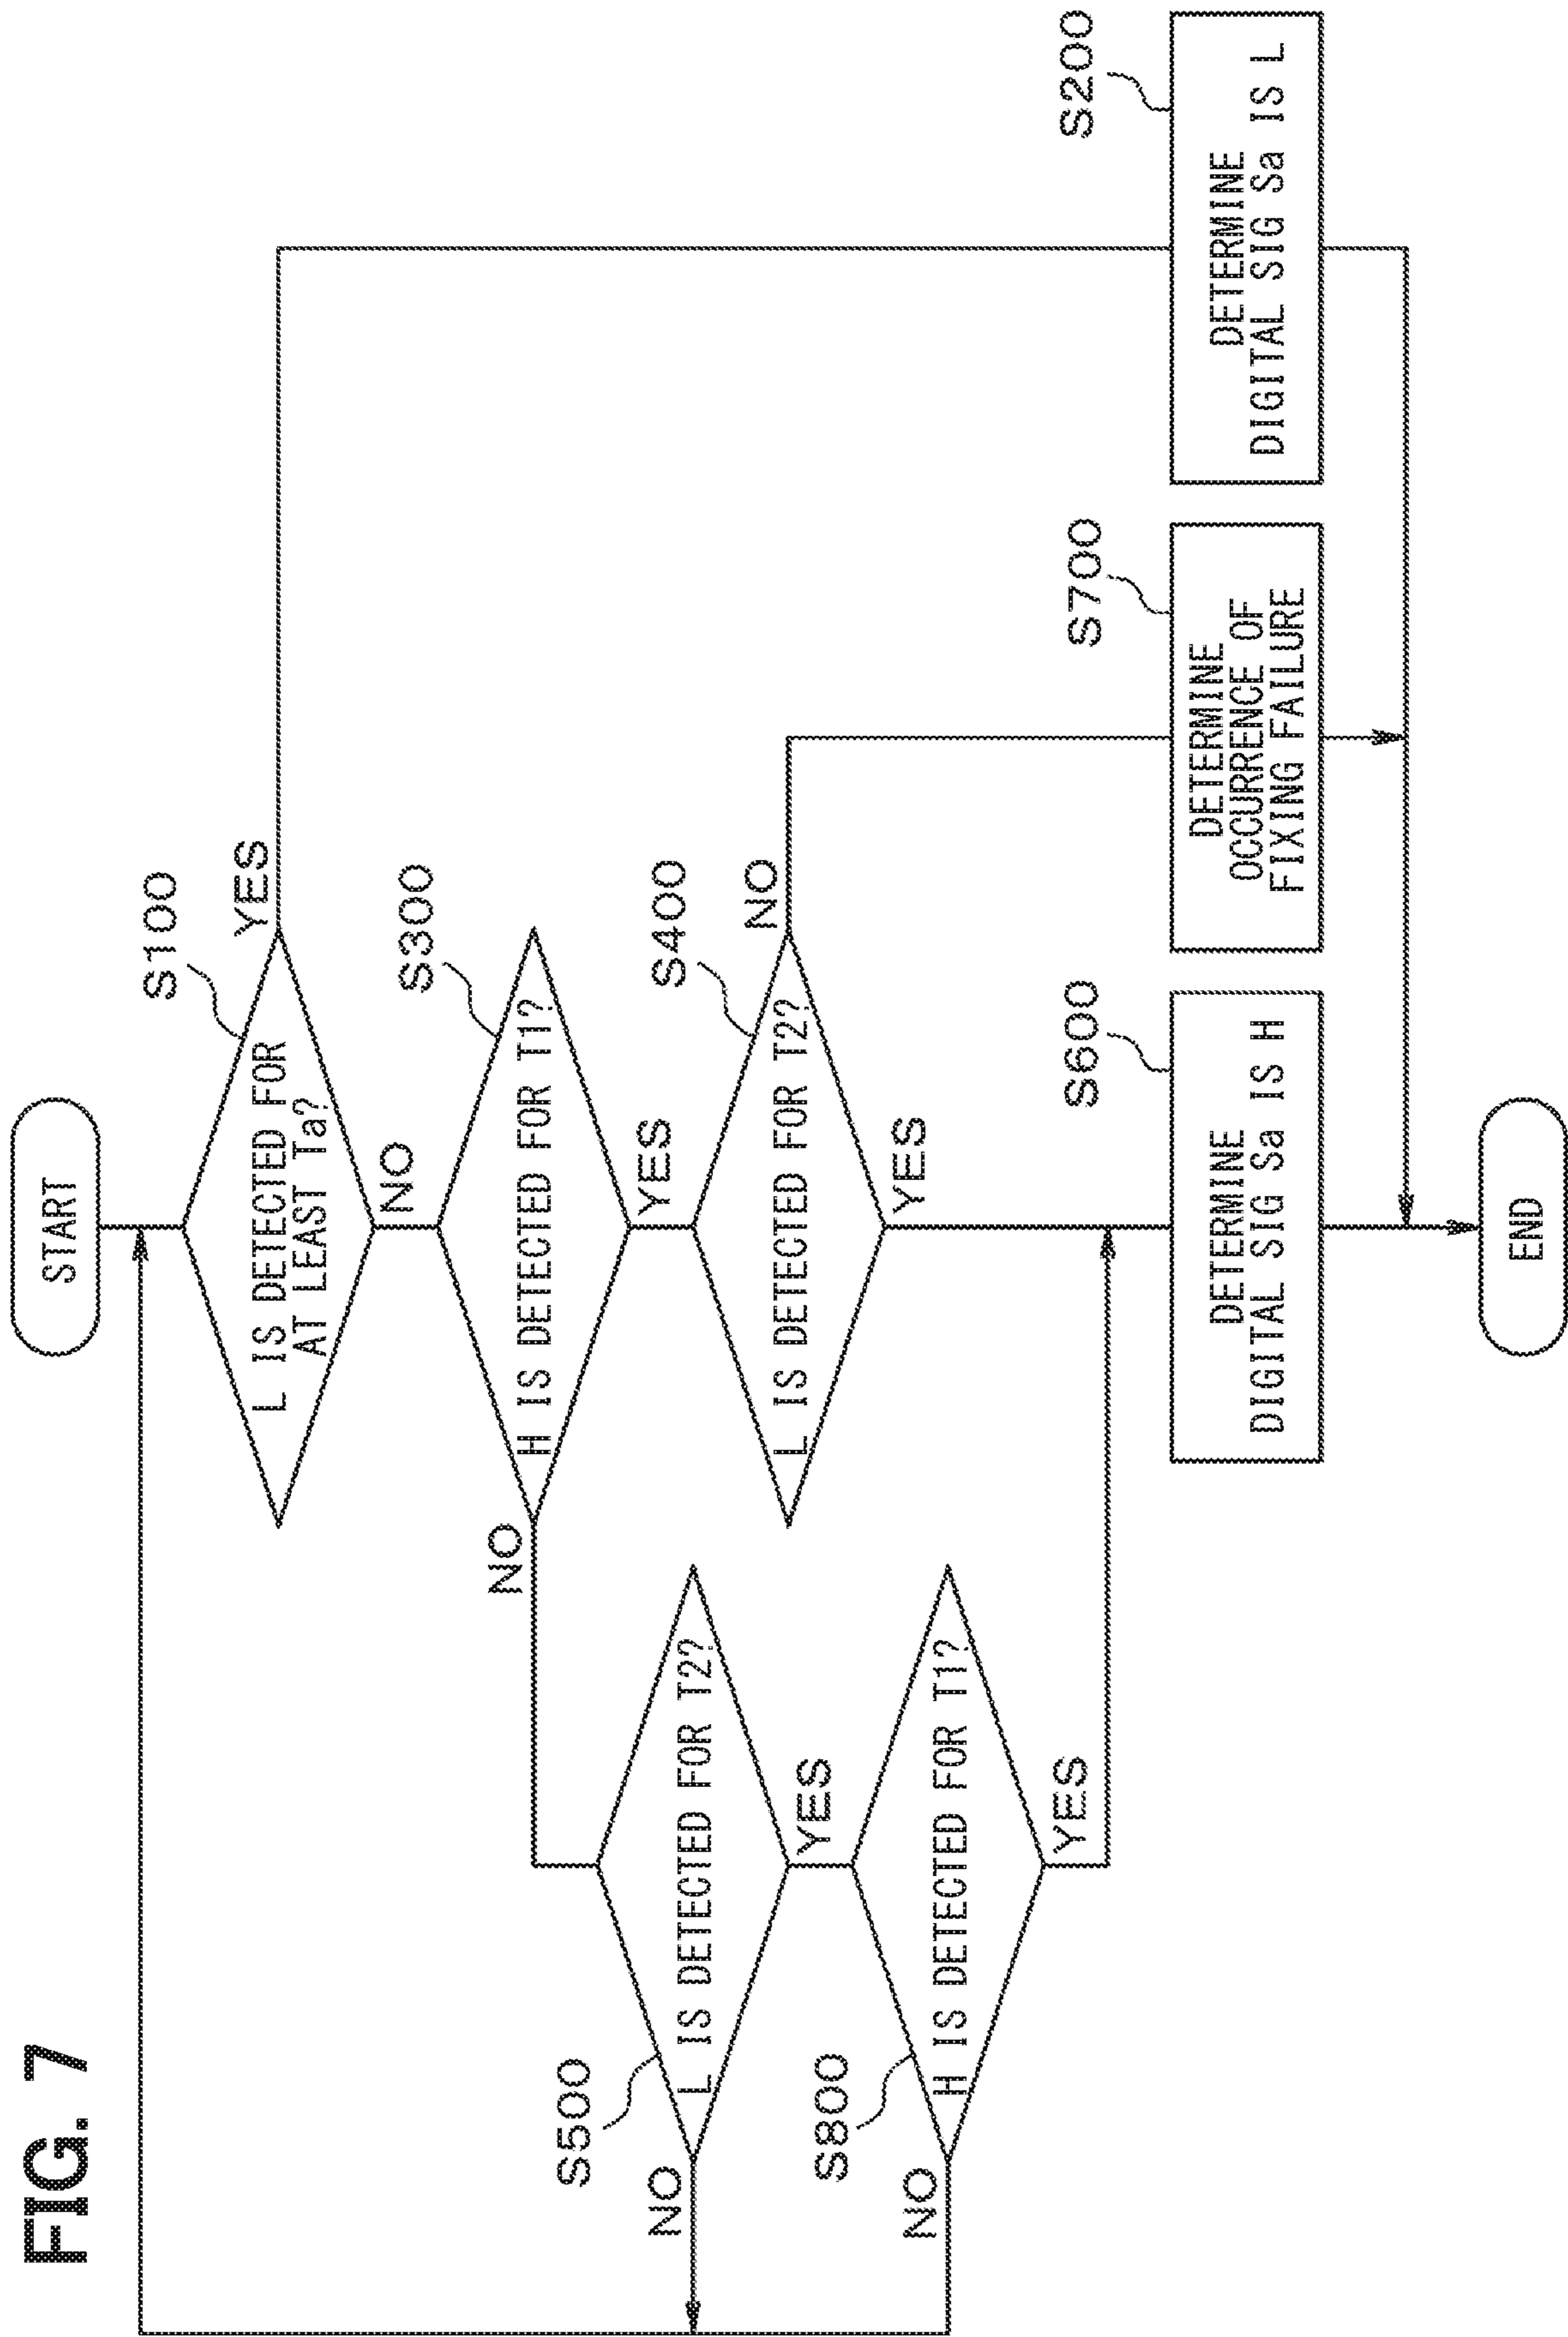 FIG. 7
START
S100
L IS DETECTED FOR
AT LEAST Ta?
YES
NO
S300
H IS DETECTED FOR T1?
NO
YES
S500
L IS DETECTED FOR T2?
NO
YES
S400
L IS DETECTED FOR T2?
NO
YES
S800
H IS DETECTED FOR T1?
NO
YES
S600
DETERMINE
DIGITAL SIG Sa IS H
S700
DETERMINE
OCCURRENCE OF
FIXING FAILURE
S200
DETERMINE
DIGITAL SIG Sa IS L
END